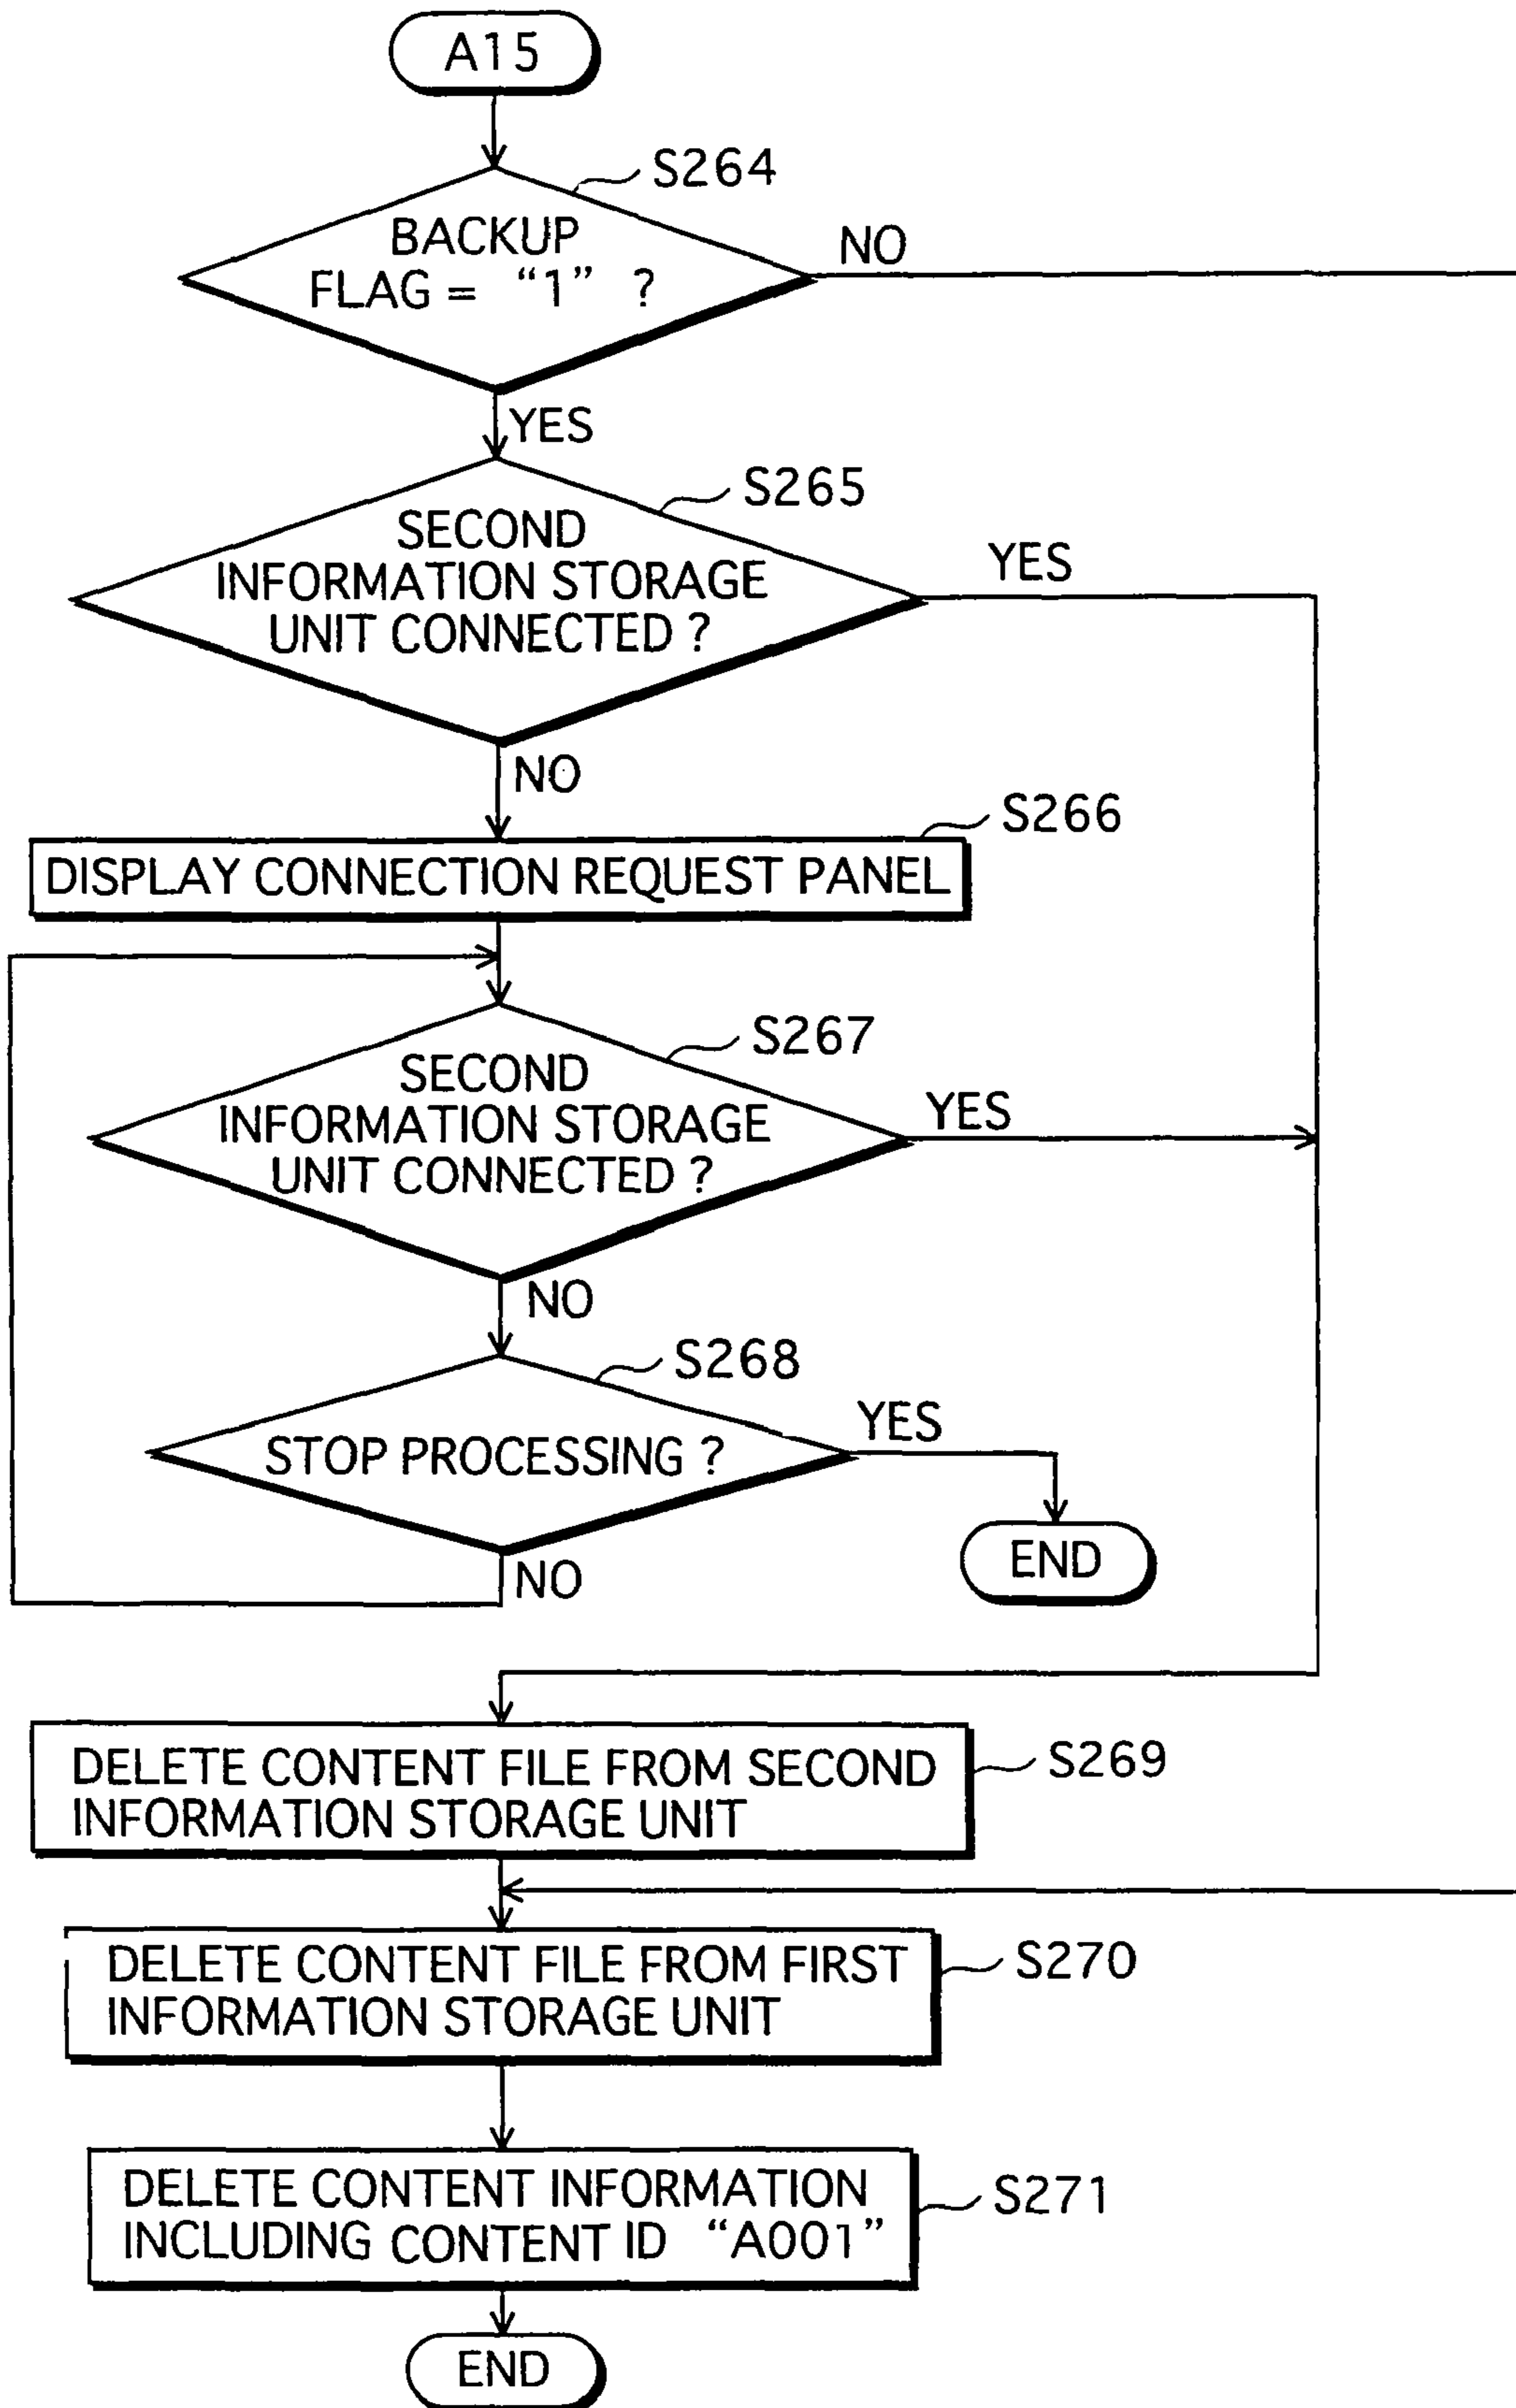 A15
S264
BACKUP
FLAG = “1” ?
NO
YES
S265
SECOND
INFORMATION STORAGE
UNIT CONNECTED ?
YES
NO
S266
DISPLAY CONNECTION REQUEST PANEL
S267
SECOND
INFORMATION STORAGE
UNIT CONNECTED ?
YES
NO
S268
STOP PROCESSING ?
YES
END
NO
DELETE CONTENT FILE FROM SECOND
INFORMATION STORAGE UNIT
S269
DELETE CONTENT FILE FROM FIRST
INFORMATION STORAGE UNIT
S270
DELETE CONTENT INFORMATION
INCLUDING CONTENT ID “A001”
S271
END